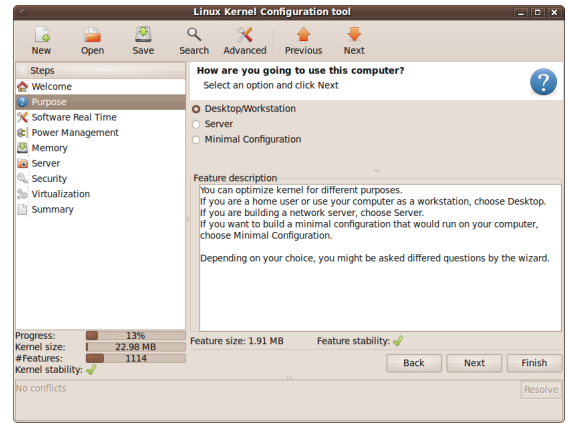 Linux Kernel Configuration tool
New Open Save Search Advanced Previous Next
Steps
Welcome
Purpose
Software Real Time
Power Management
Memory
Server
Security
Virtualization
Summary
How are you going to use this computer?
Select an option and click Next
?
Desktop/Workstation
Server
Minimal Configuration
Feature description
You can optimize kernel for different purposes.
If you are a home user or use your computer as a workstation, choose Desktop.
If you are building a network server, choose Server.
If you want to build a minimal configuration that would run on your computer,
choose Minimal Configuration.
Depending on your choice, you might be asked differed questions by the wizard.
Progress: 13%
Kernel size: 22.98 MB
#Features: 1114
Kernel stability:
Feature size: 1.91 MB Feature stability:
Back Next Finish
No conflicts Resolve